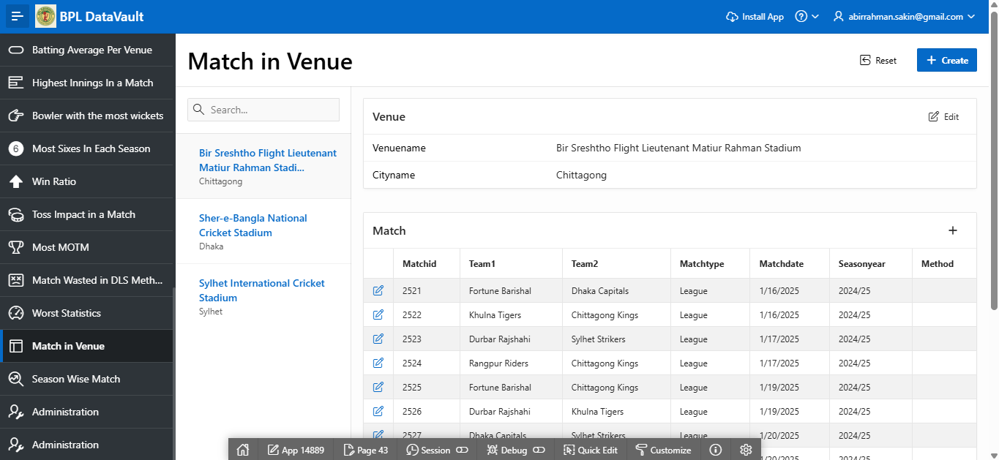 BPL DataVault
Install App
abirrahman.sakin@gmail.com
Batting Average Per Venue
Highest Innings In a Match
Bowler with the most wickets
6 Most Sixes In Each Season
Win Ratio
Toss Impact in a Match
Most MOTM
Match Wasted in DLS Meth...
Worst Statistics
Match in Venue
Season Wise Match
Administration
Administration
Match in Venue
Reset
Create
Search...
Bir Sreshtho Flight Lieutenant
Matiur Rahman Stadi...
Chittagong
Sher-e-Bangla National
Cricket Stadium
Dhaka
Sylhet International Cricket
Stadium
Sylhet
Venue Edit
Venuename Bir Sreshtho Flight Lieutenant Matiur Rahman Stadium
Cityname Chittagong
Match
Matchid Team1 Team2 Matchtype Matchdate Seasonyear Method
2521 Fortune Barishal Dhaka Capitals League 1/16/2025 2024/25
2522 Khulna Tigers Chittagong Kings League 1/16/2025 2024/25
2523 Durbar Rajshahi Sylhet Strikers League 1/17/2025 2024/25
2524 Rangpur Riders Chittagong Kings League 1/17/2025 2024/25
2525 Fortune Barishal Chittagong Kings League 1/19/2025 2024/25
2526 Durbar Rajshahi Khulna Tigers League 1/19/2025 2024/25
2527 Dhaka Capitals Sylhet Strikers League 1/20/2025 2024/25
1/20/2025 2024/25
App 14889 Page 43 Session Debug Quick Edit Customize